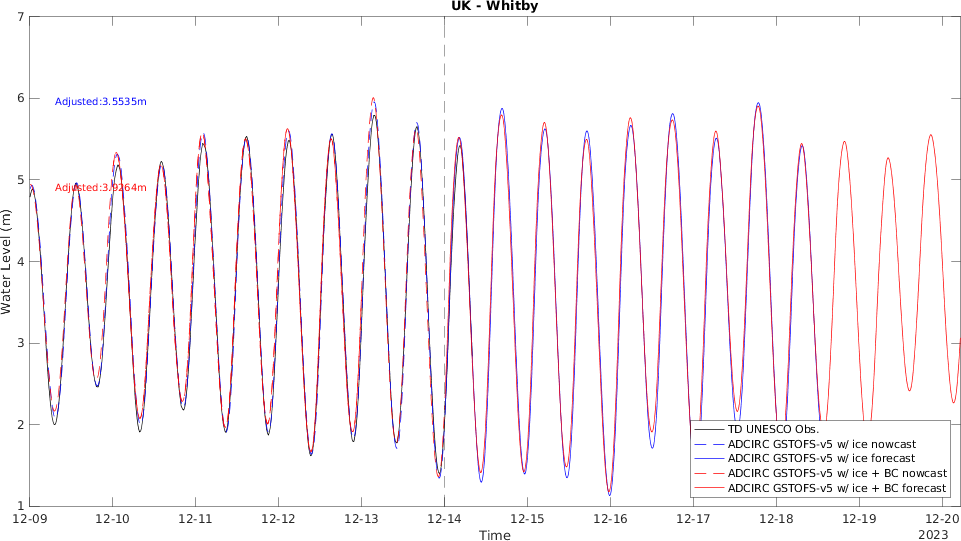 UK - Whitby
7
6
5
4
3
2
1
Water Level (m)
Adjusted:3.5535m
Adjusted:3.9264m
TD UNESCO Obs.
ADCIRC GSTOFS-v5 w/ ice nowcast
ADCIRC GSTOFS-v5 w/ ice forecast
ADCIRC GSTOFS-v5 w/ ice + BC nowcast
ADCIRC GSTOFS-v5 w/ ice + BC forecast
12-09 12-10 12-11 12-12 12-13 12-14 12-15 12-16 12-17 12-18 12-19 12-20
Time
2023